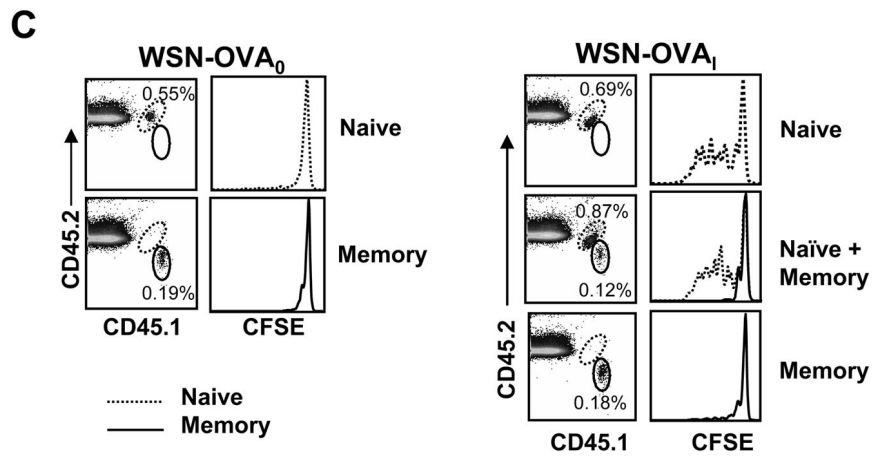 C
WSN-OVA0
0.55%
Naive
0.19%
Memory
CD45.2
CD45.1
CFSE
Naive
Memory
WSN-OVAI
0.69%
Naive
0.87%
0.12%
Naïve +
Memory
0.18%
Memory
CD45.2
CD45.1
CFSE